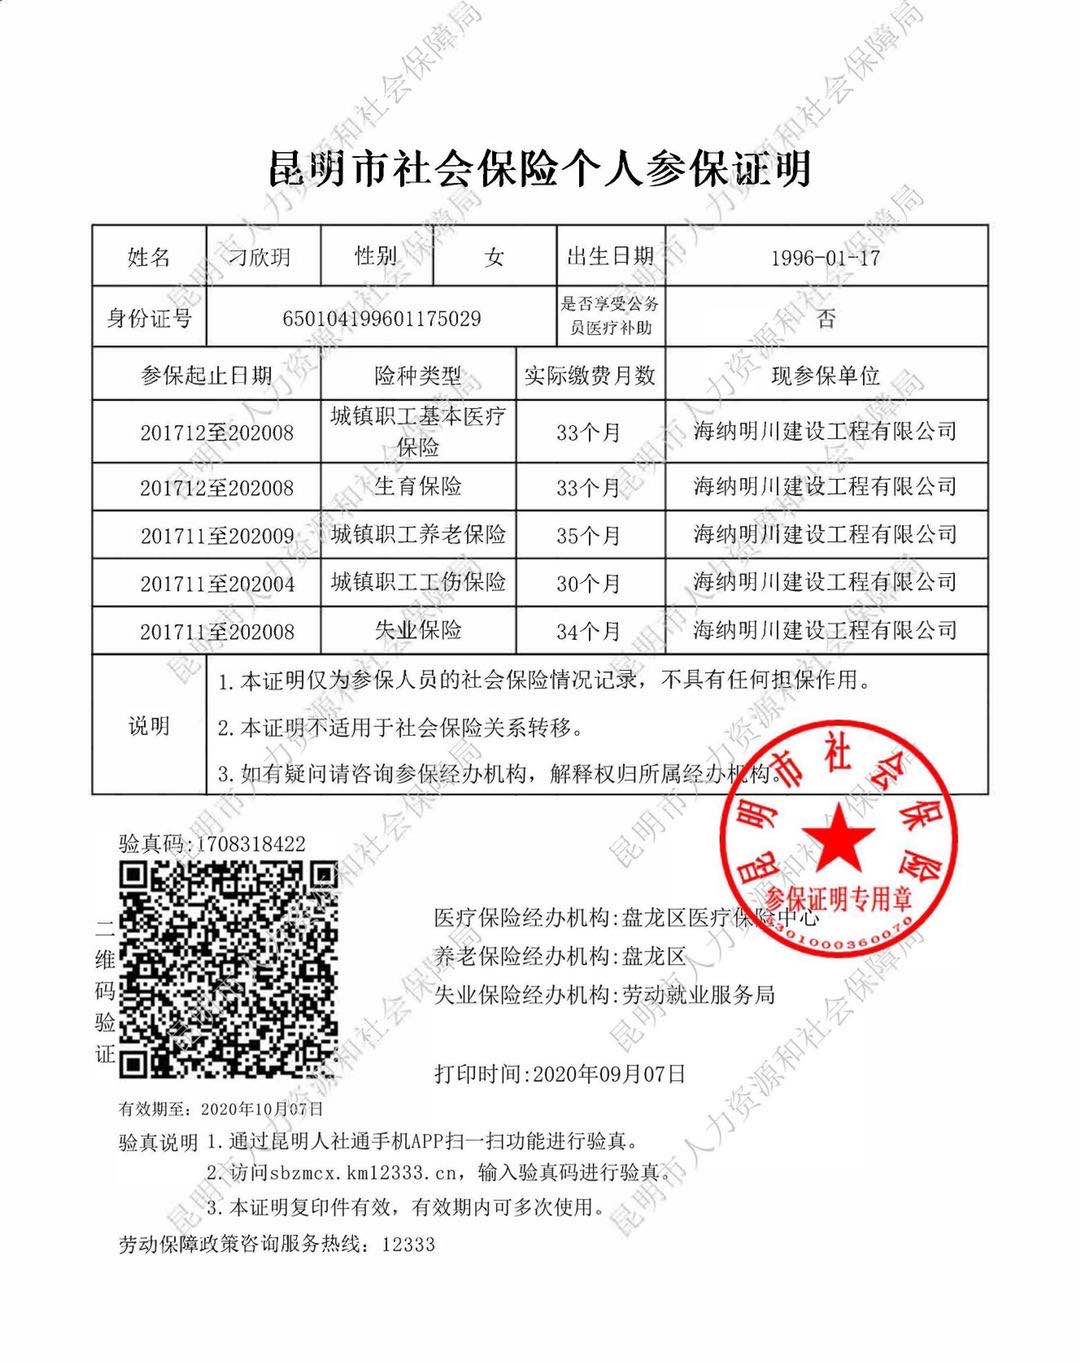 昆明市社会保险个人参保证明
姓名 刁欣玥 性别 女 出生日期 1996-01-17
身份证号 650104199601175029 是否享受公务员医疗补助 否
参保起止日期 险种类型 实际缴费月数 现参保单位
201712至202008 城镇职工基本医疗保险 33个月 海纳明川建设工程有限公司
201712至202008 生育保险 33个月 海纳明川建设工程有限公司
201711至202009 城镇职工养老保险 35个月 海纳明川建设工程有限公司
201711至202004 城镇职工工伤保险 30个月 海纳明川建设工程有限公司
201711至202008 失业保险 34个月 海纳明川建设工程有限公司
说明
1.本证明仅为参保人员的社会保险情况记录，不具有任何担保作用。
2.本证明不适用于社会保险关系转移。
3.如有疑问请咨询参保经办机构，解释权归所属经办机构。
昆明市社会保险
参保证明专用章
5301000360070
验真码:1708318422
二维码验证
医疗保险经办机构:盘龙区医疗保险中心
养老保险经办机构:盘龙区
失业保险经办机构:劳动就业服务局
打印时间:2020年09月07日
有效期至：2020年10月07日
验真说明 1.通过昆明人社通手机APP扫一扫功能进行验真。
2.访问sbzmcx.km12333.cn，输入验真码进行验真。
3.本证明复印件有效，有效期内可多次使用。
劳动保障政策咨询服务热线：12333
昆明市人力资源和社会保障局